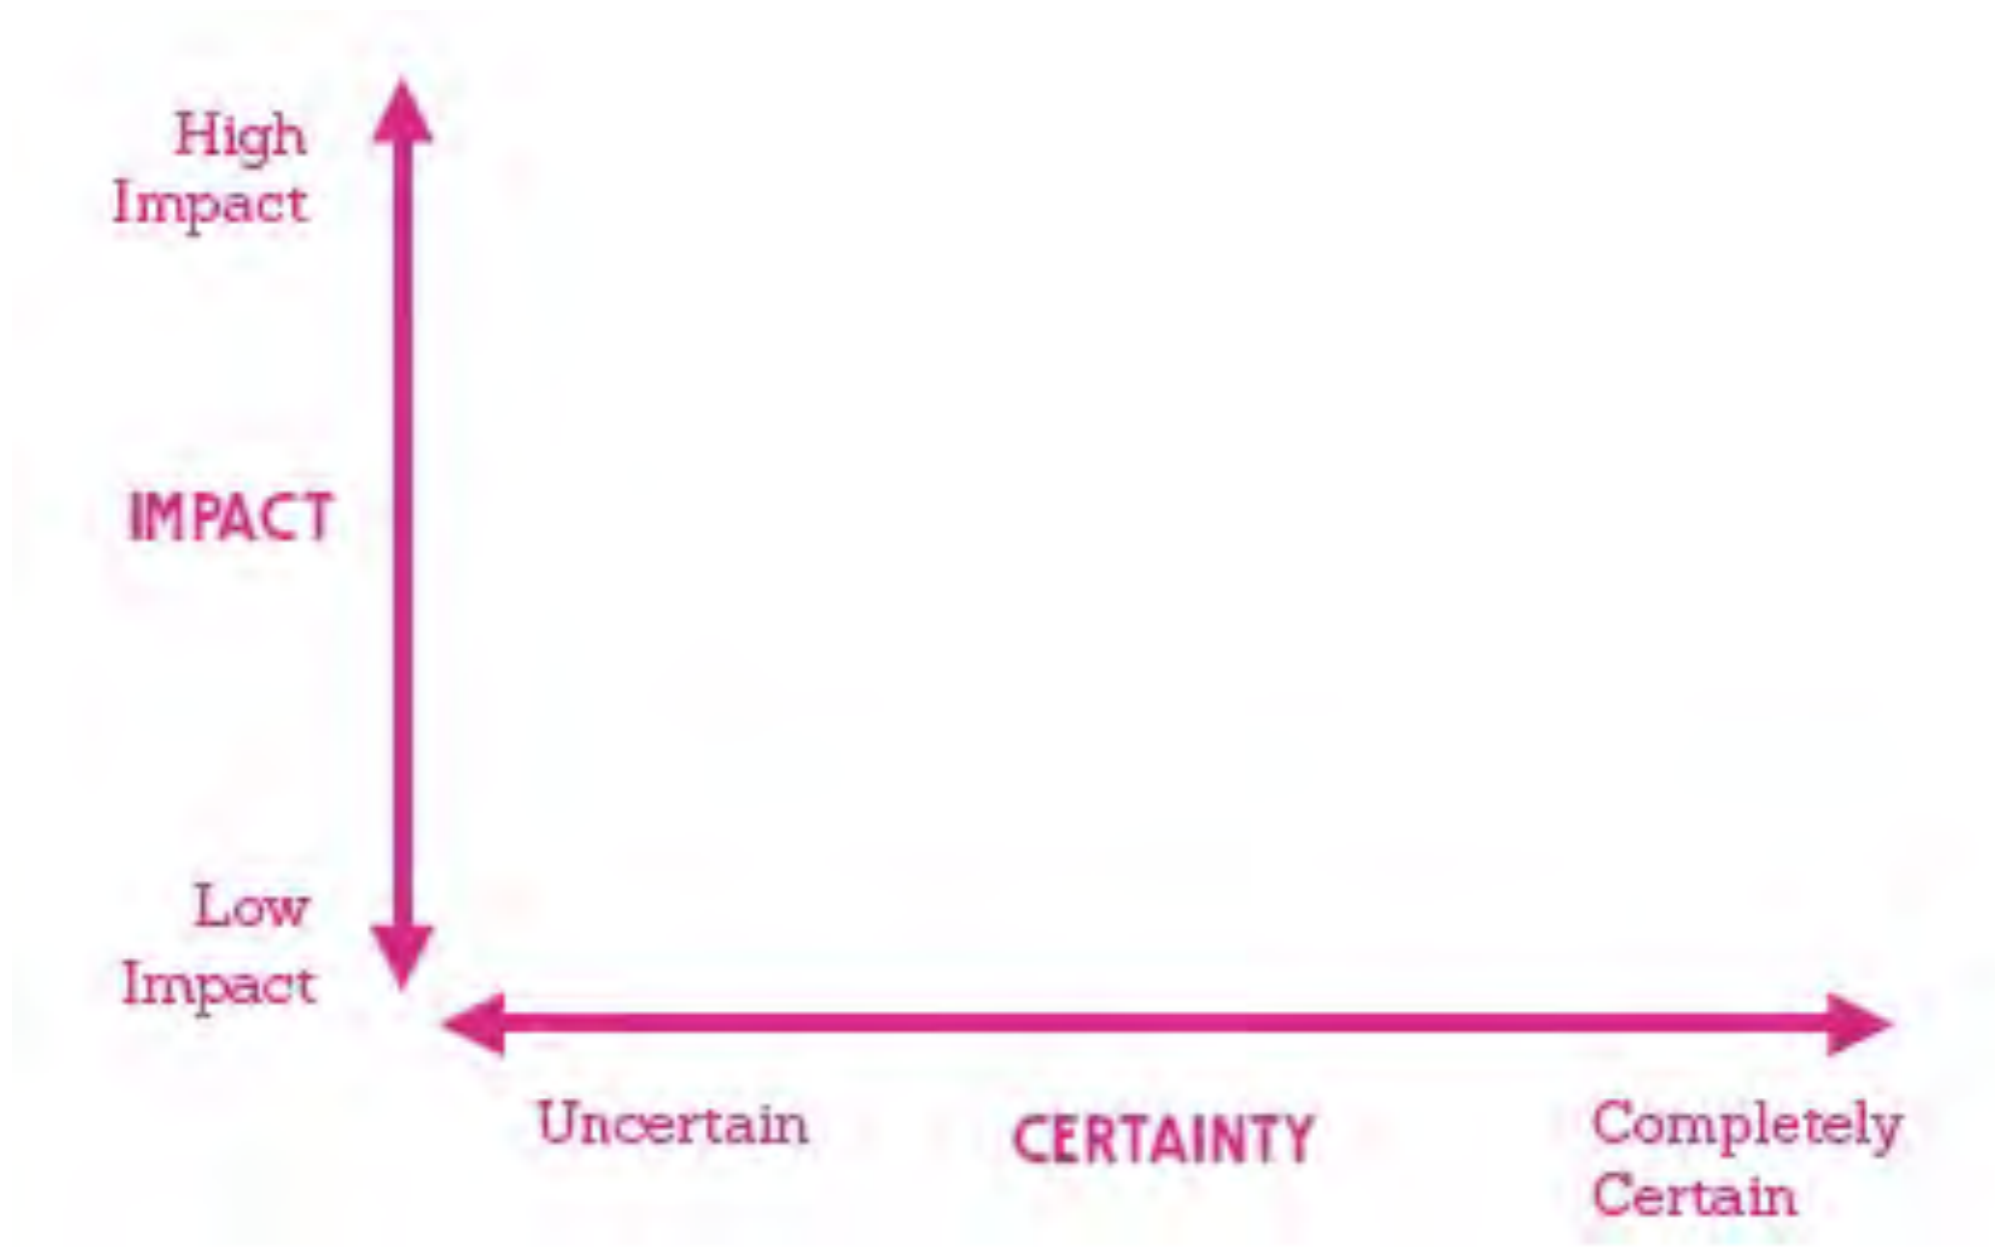 High
Impact
IMPACT
Low
Impact
Uncertain
CERTAINTY
Completely
Certain